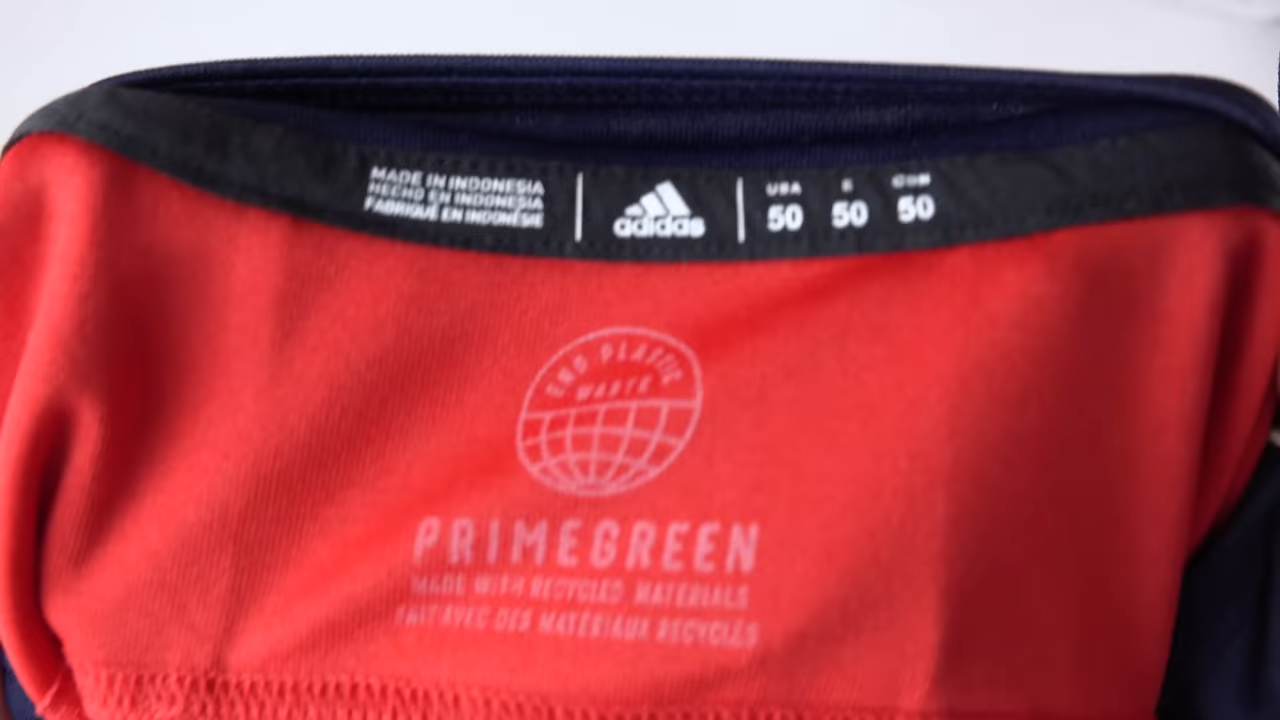 MADE IN INDONESIA
HECHO EN INDONESIA
FABRIQUÉ EN INDONÉSIE
adidas
USA E CDN
50 50 50
END PLASTIC
WASTE
PRIMEGREEN
MADE WITH RECYCLED MATERIALS
FAIT AVEC DES MATÉRIAUX RECYCLÉS